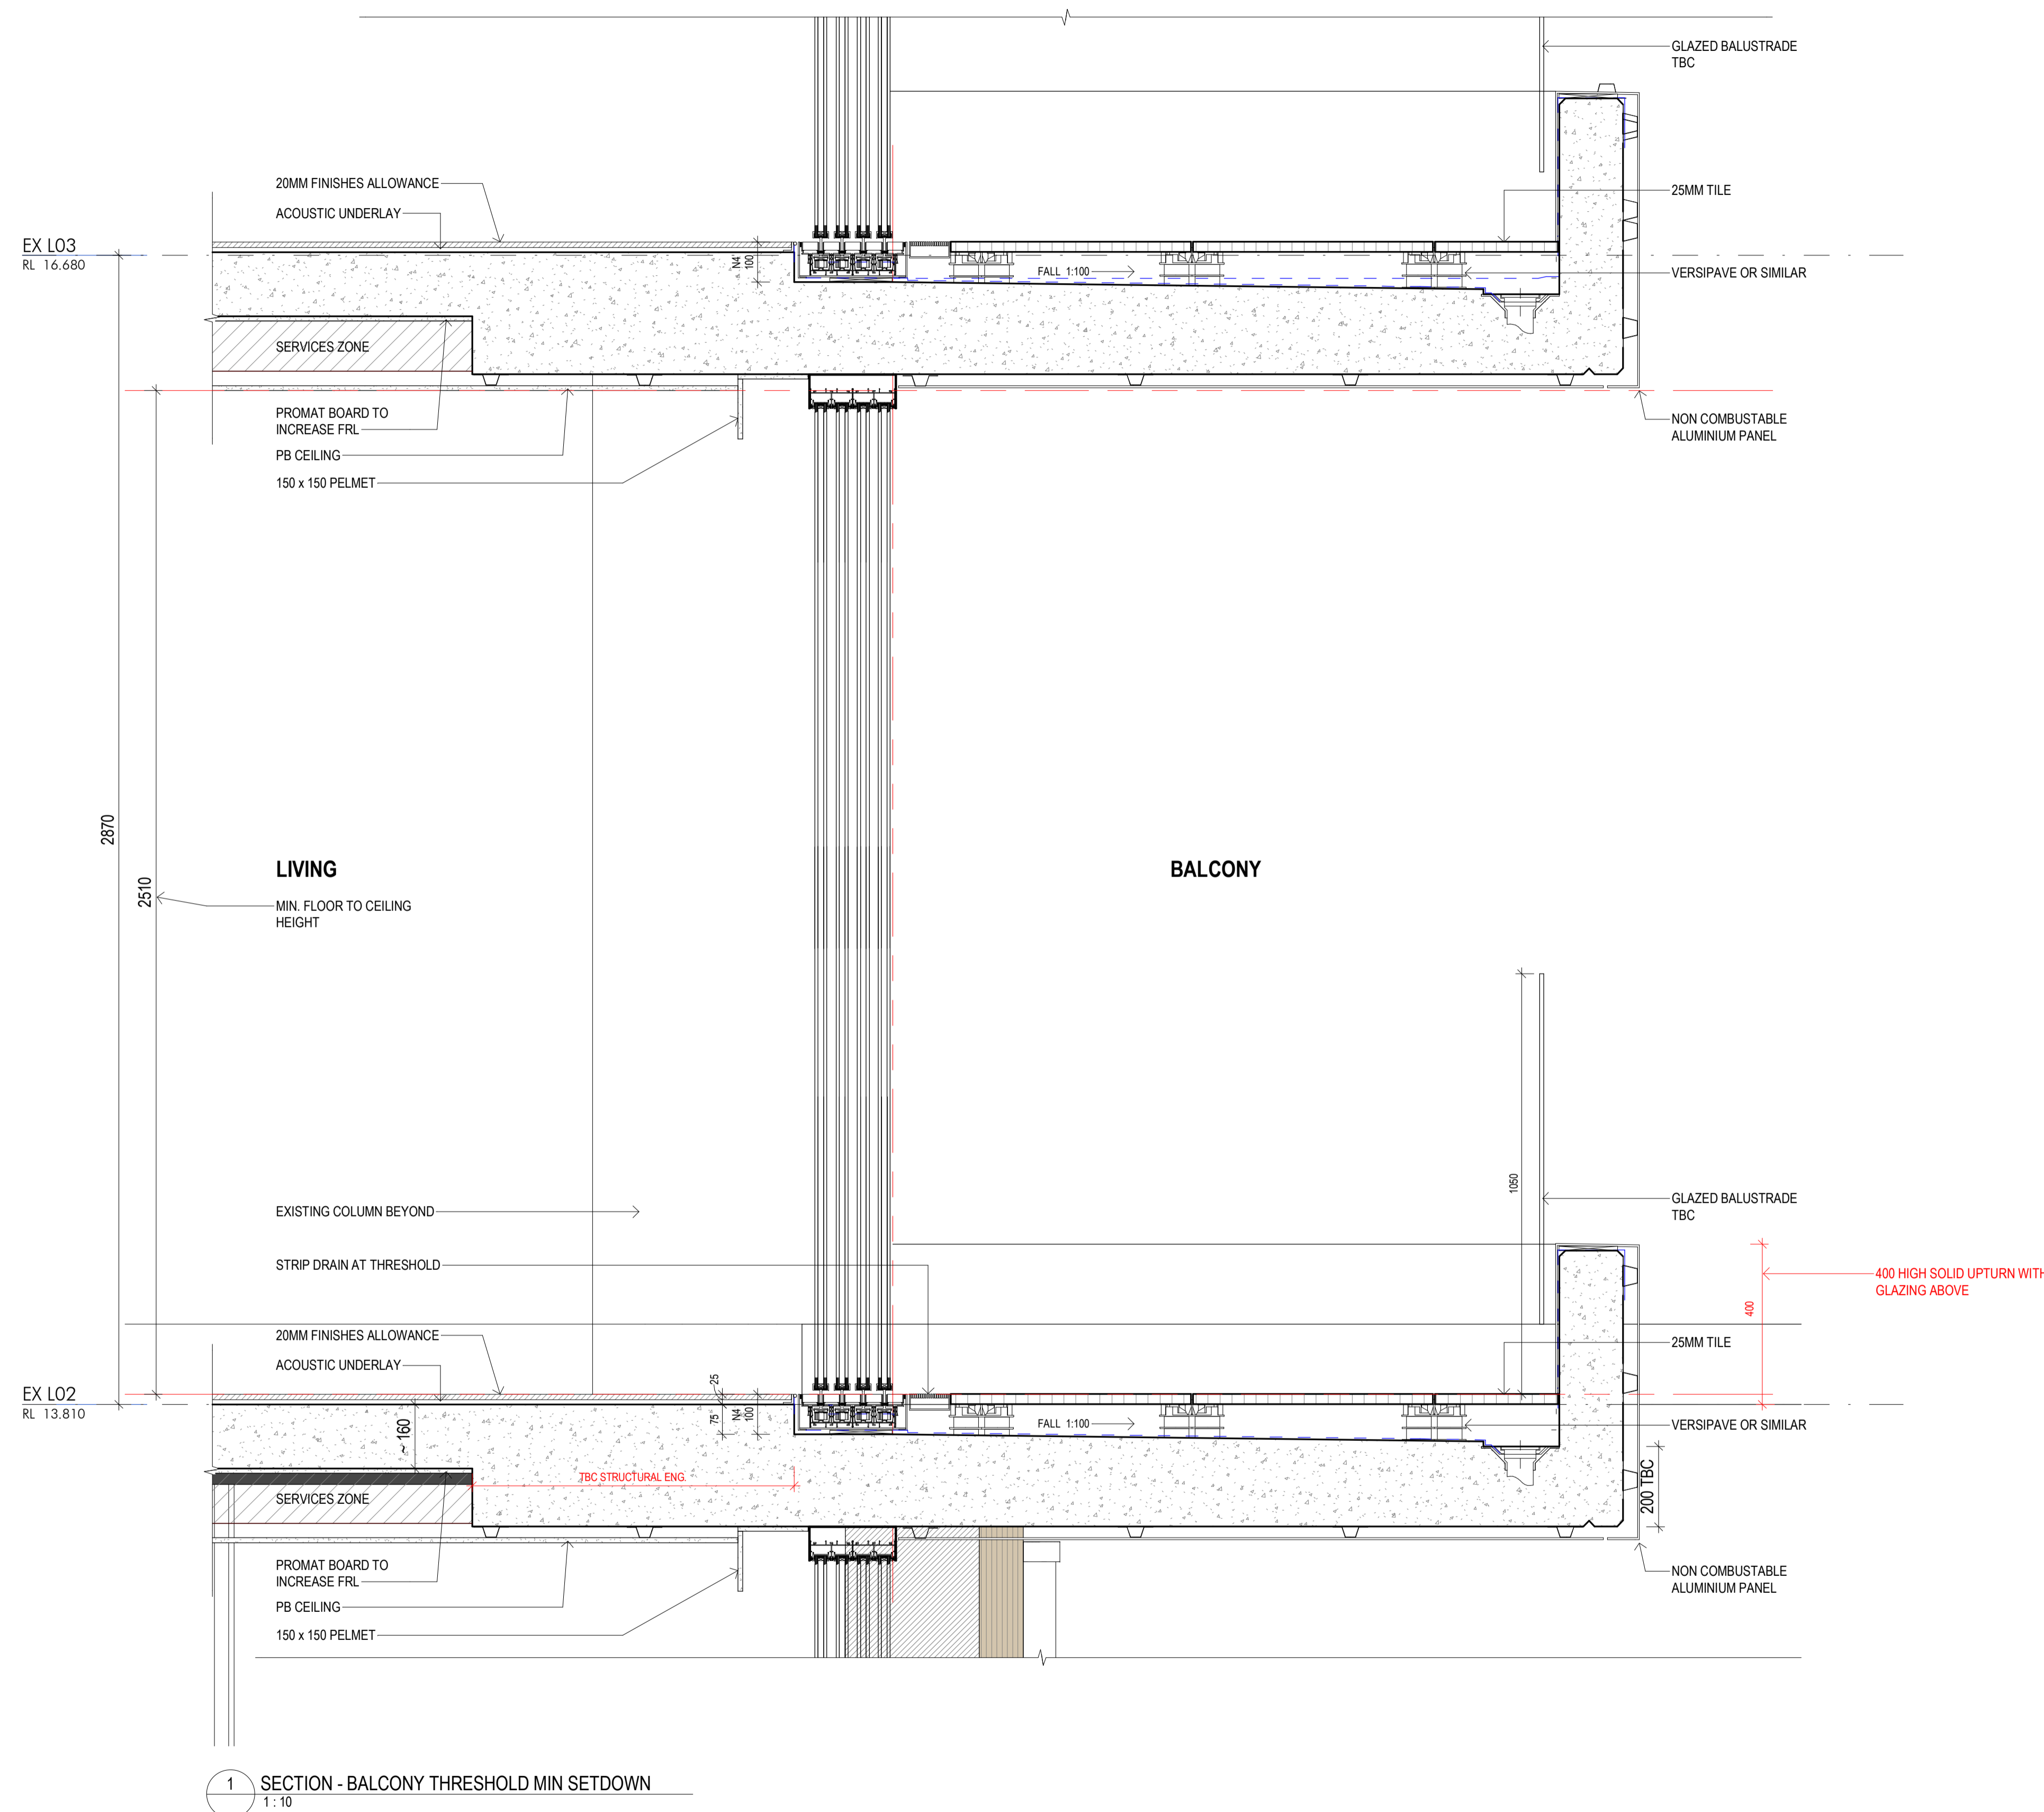 GLAZED BALUSTRADE
TBC
20MM FINISHES ALLOWANCE
ACOUSTIC UNDERLAY
25MM TILE
EX L03
RL 16.680
N4
100
FALL 1:100
VERSIPAVE OR SIMILAR
SERVICES ZONE
PROMAT BOARD TO
INCREASE FRL
PB CEILING
150 x 150 PELMET
NON COMBUSTABLE
ALUMINIUM PANEL
2870
2510
LIVING
BALCONY
MIN. FLOOR TO CEILING
HEIGHT
1050
EXISTING COLUMN BEYOND
GLAZED BALUSTRADE
TBC
STRIP DRAIN AT THRESHOLD
400 HIGH SOLID UPTURN WITH
GLAZING ABOVE
400
20MM FINISHES ALLOWANCE
ACOUSTIC UNDERLAY
25MM TILE
EX L02
RL 13.810
25
75
N4
100
FALL 1:100
VERSIPAVE OR SIMILAR
~ 160
TBC STRUCTURAL ENG.
200 TBC
SERVICES ZONE
PROMAT BOARD TO
INCREASE FRL
PB CEILING
150 x 150 PELMET
NON COMBUSTABLE
ALUMINIUM PANEL
1 SECTION - BALCONY THRESHOLD MIN SETDOWN
1 : 10